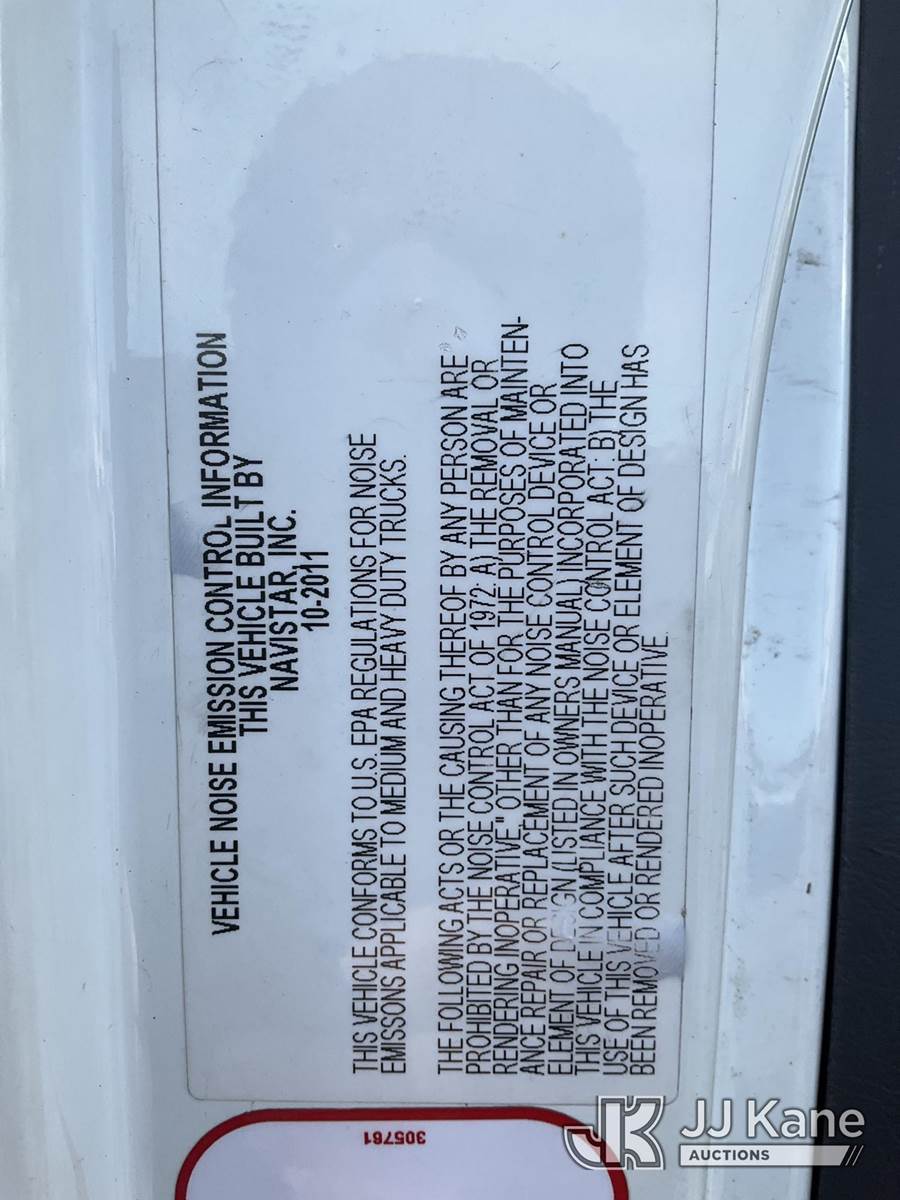 VEHICLE NOISE EMISSION CONTROL INFORMATION
THIS VEHICLE BUILT BY
NAVISTAR, INC.
10-2011
THIS VEHICLE CONFORMS TO U.S. EPA REGULATIONS FOR NOISE
EMISSONS APPLICABLE TO MEDIUM AND HEAVY DUTY TRUCKS.
THE FOLLOWING ACTS OR THE CAUSING THEREOF BY ANY PERSON ARE
PROHIBITED BY THE NOISE CONTROL ACT OF 1972: A) THE REMOVAL OR
RENDERING INOPERATIVE," OTHER THAN FOR THE PURPOSES OF MAINTEN-
ANCE REPAIR OR REPLACEMENT OF ANY NOISE CONTROL DEVICE OR
ELEMENT OF DESIGN (LISTED IN OWNERS MANUAL) INCORPORATED INTO
THIS VEHICLE IN COMPLIANCE WITH THE NOISE CONTROL ACT: B) THE
USE OF THIS VEHICLE AFTER SUCH DEVICE OR ELEMENT OF DESIGN HAS
BEEN REMOVED OR RENDERED INOPERATIVE.
305761
JK JJ Kane
AUCTIONS